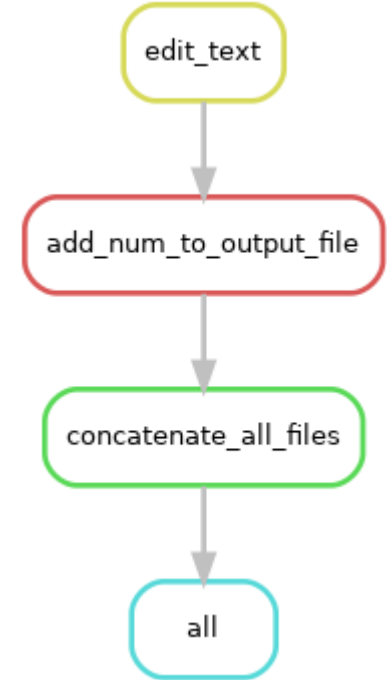 edit_text
add_num_to_output_file
concatenate_all_files
all